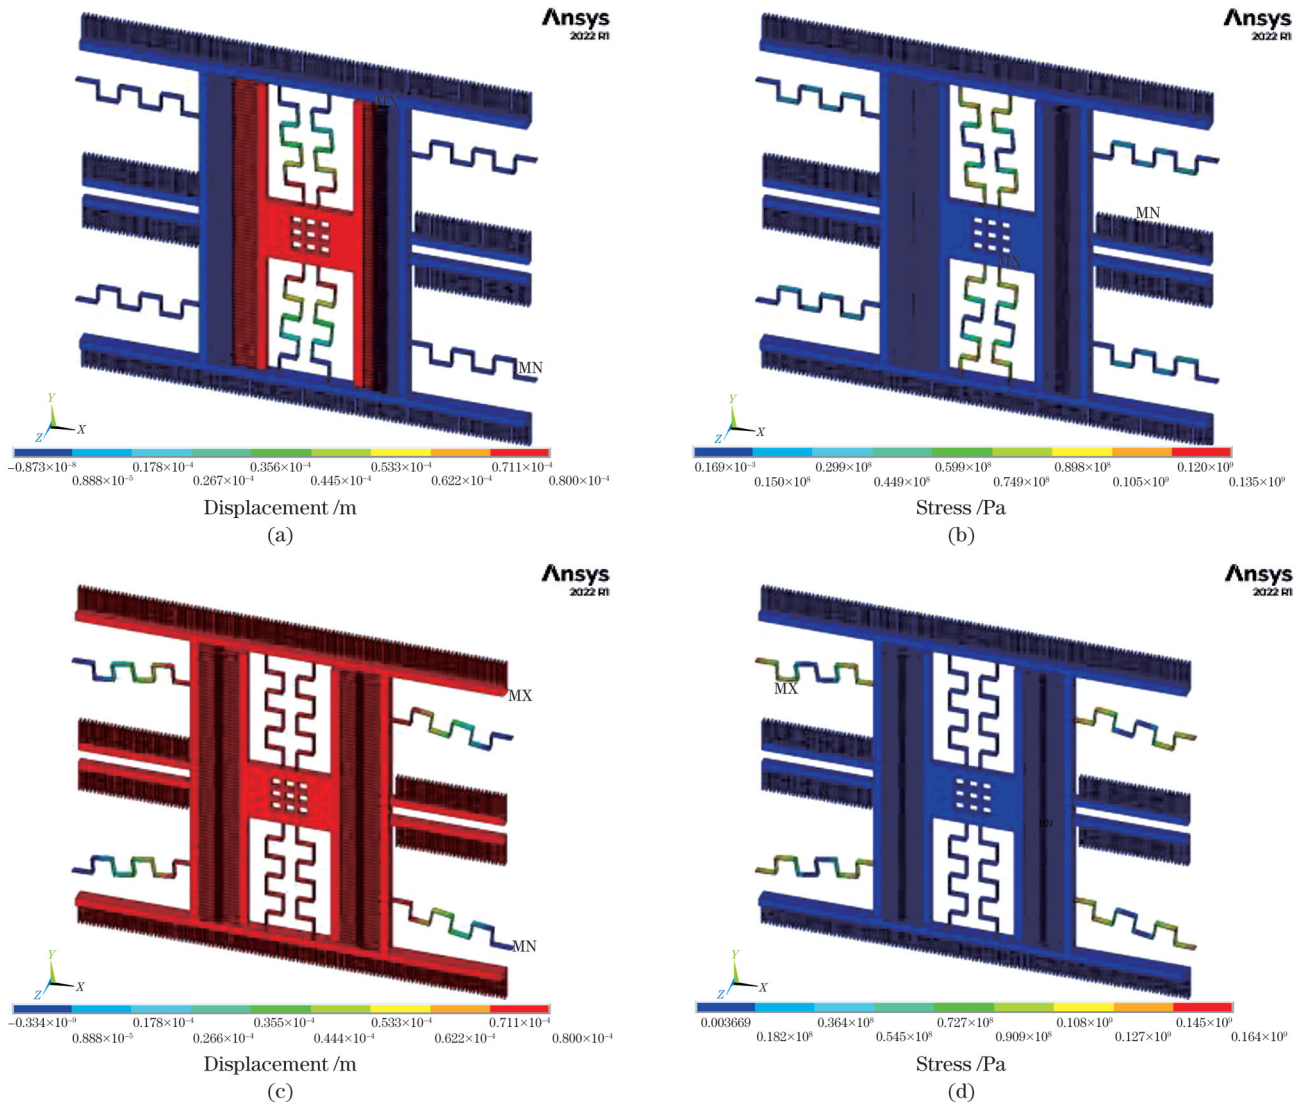 Ansys
2022 R1
MX
MN
Y
Z
X
−0.873×10⁻⁸ 0.178×10⁻⁴ 0.356×10⁻⁴ 0.533×10⁻⁴ 0.711×10⁻⁴
0.888×10⁻⁵ 0.267×10⁻⁴ 0.445×10⁻⁴ 0.622×10⁻⁴ 0.800×10⁻⁴
Displacement /m
(a)
Ansys
2022 R1
MN
MX
Y
Z
X
0.169×10⁻³ 0.299×10⁸ 0.599×10⁸ 0.898×10⁸ 0.120×10⁹
0.150×10⁸ 0.449×10⁸ 0.749×10⁸ 0.105×10⁹ 0.135×10⁹
Stress /Pa
(b)
Ansys
2022 R1
MX
MN
Y
Z
X
−0.334×10⁻⁹ 0.178×10⁻⁴ 0.355×10⁻⁴ 0.533×10⁻⁴ 0.711×10⁻⁴
0.888×10⁻⁵ 0.266×10⁻⁴ 0.444×10⁻⁴ 0.622×10⁻⁴ 0.800×10⁻⁴
Displacement /m
(c)
Ansys
2022 R1
MX
MN
Y
Z
X
0.003669 0.364×10⁸ 0.727×10⁸ 0.108×10⁹ 0.145×10⁹
0.182×10⁸ 0.545×10⁸ 0.909×10⁸ 0.127×10⁹ 0.164×10⁹
Stress /Pa
(d)